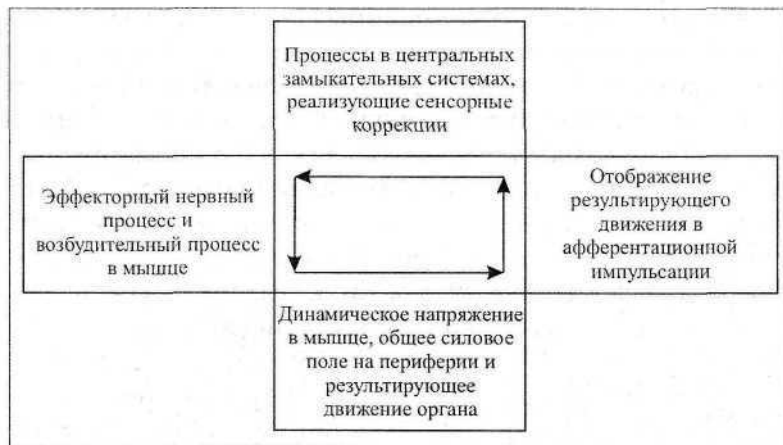 Процессы в центральных
замыкательных системах,
реализующие сенсорные
коррекции
Эффекторный нервный
процесс и
возбудительный процесс
в мышце
Отображение
результирующего
движения в
афферентационной
импульсации
Динамическое напряжение
в мышце, общее силовое
поле на периферии и
результирующее
движение органа